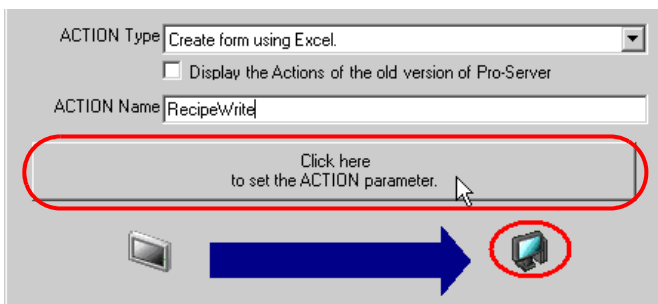 ACTION Type Create form using Excel.
Display the Actions of the old version of Pro-Server
ACTION Name RecipeWrite
Click here
to set the ACTION parameter.